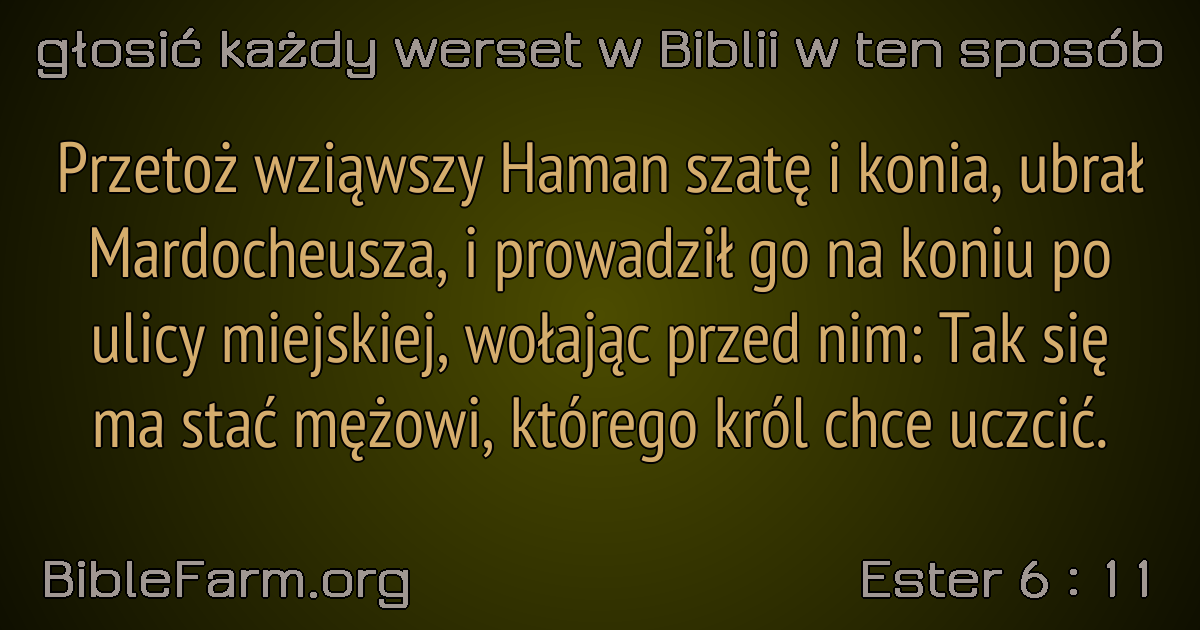 głosić każdy werset w Biblii w ten sposób
Przetoż wziąwszy Haman szatę i konia, ubrał
Mardocheusza, i prowadził go na koniu po
ulicy miejskiej, wołając przed nim: Tak się
ma stać mężowi, którego król chce uczcić.
BibleFarm.org
Ester 6 : 11